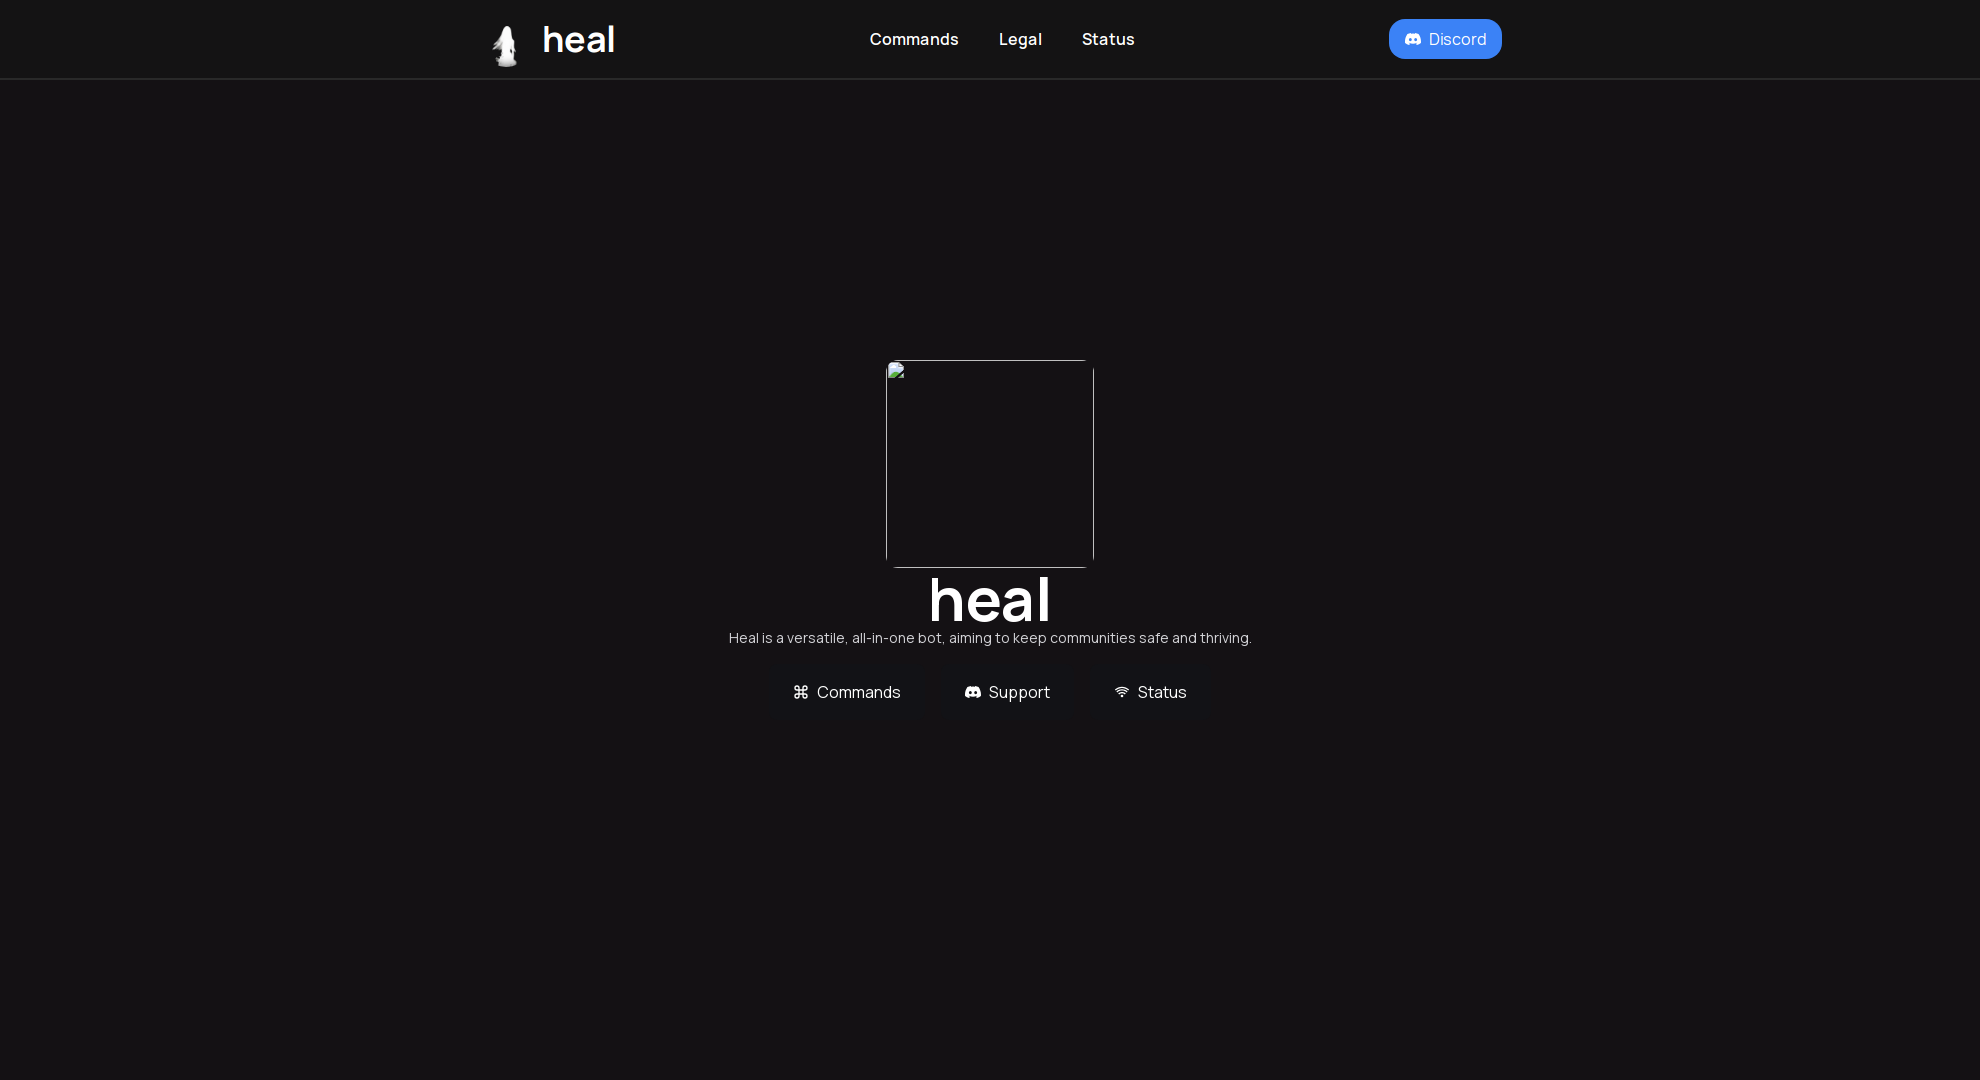 heal
Commands Legal Status
Discord
heal
Heal is a versatile, all-in-one bot, aiming to keep communities safe and thriving.
Commands Support Status